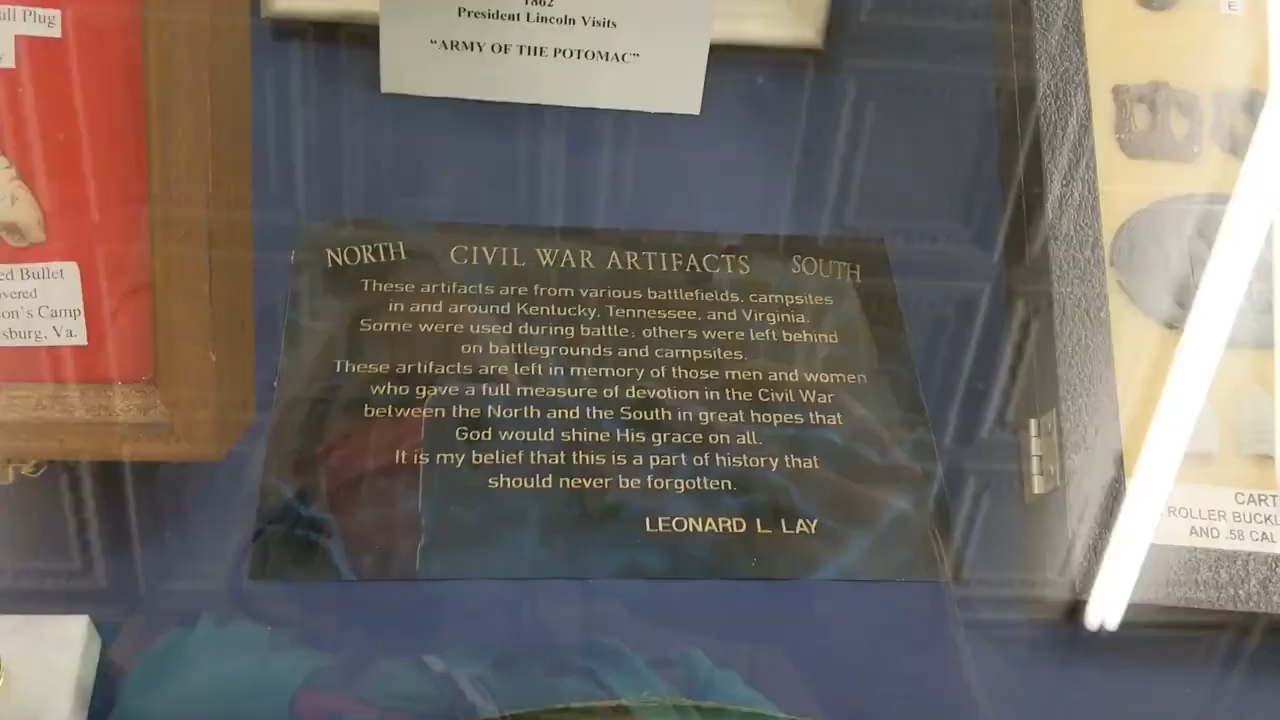 all Plug
1862
President Lincoln Visits
"ARMY OF THE POTOMAC"
E
NORTH CIVIL WAR ARTIFACTS SOUTH
These artifacts are from various battlefields, campsites
in and around Kentucky, Tennessee, and Virginia.
Some were used during battle; others were left behind
on battlegrounds and campsites.
These artifacts are left in memory of those men and women
who gave a full measure of devotion in the Civil War
between the North and the South in great hopes that
God would shine His grace on all.
It is my belief that this is a part of history that
should never be forgotten.
LEONARD L. LAY
ed Bullet
overed
on's Camp
sburg, Va.
CART
ROLLER BUCKL
AND .58 CAL